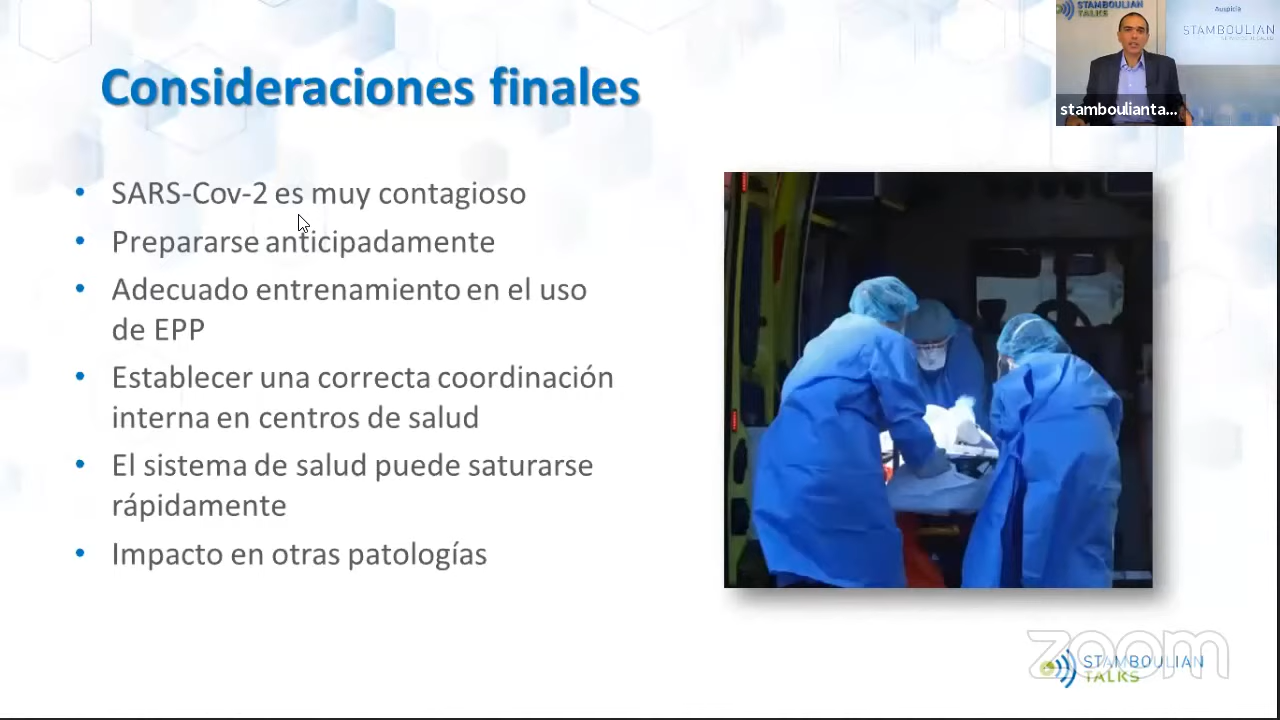 STAMBOULIAN
TALKS
Auspicia
STAMBOULIAN
stamboulianta...
Consideraciones finales
• SARS-Cov-2 es muy contagioso
• Prepararse anticipadamente
• Adecuado entrenamiento en el uso
de EPP
• Establecer una correcta coordinación
interna en centros de salud
• El sistema de salud puede saturarse
rápidamente
• Impacto en otras patologías
zoom
STAMBOULIAN
TALKS